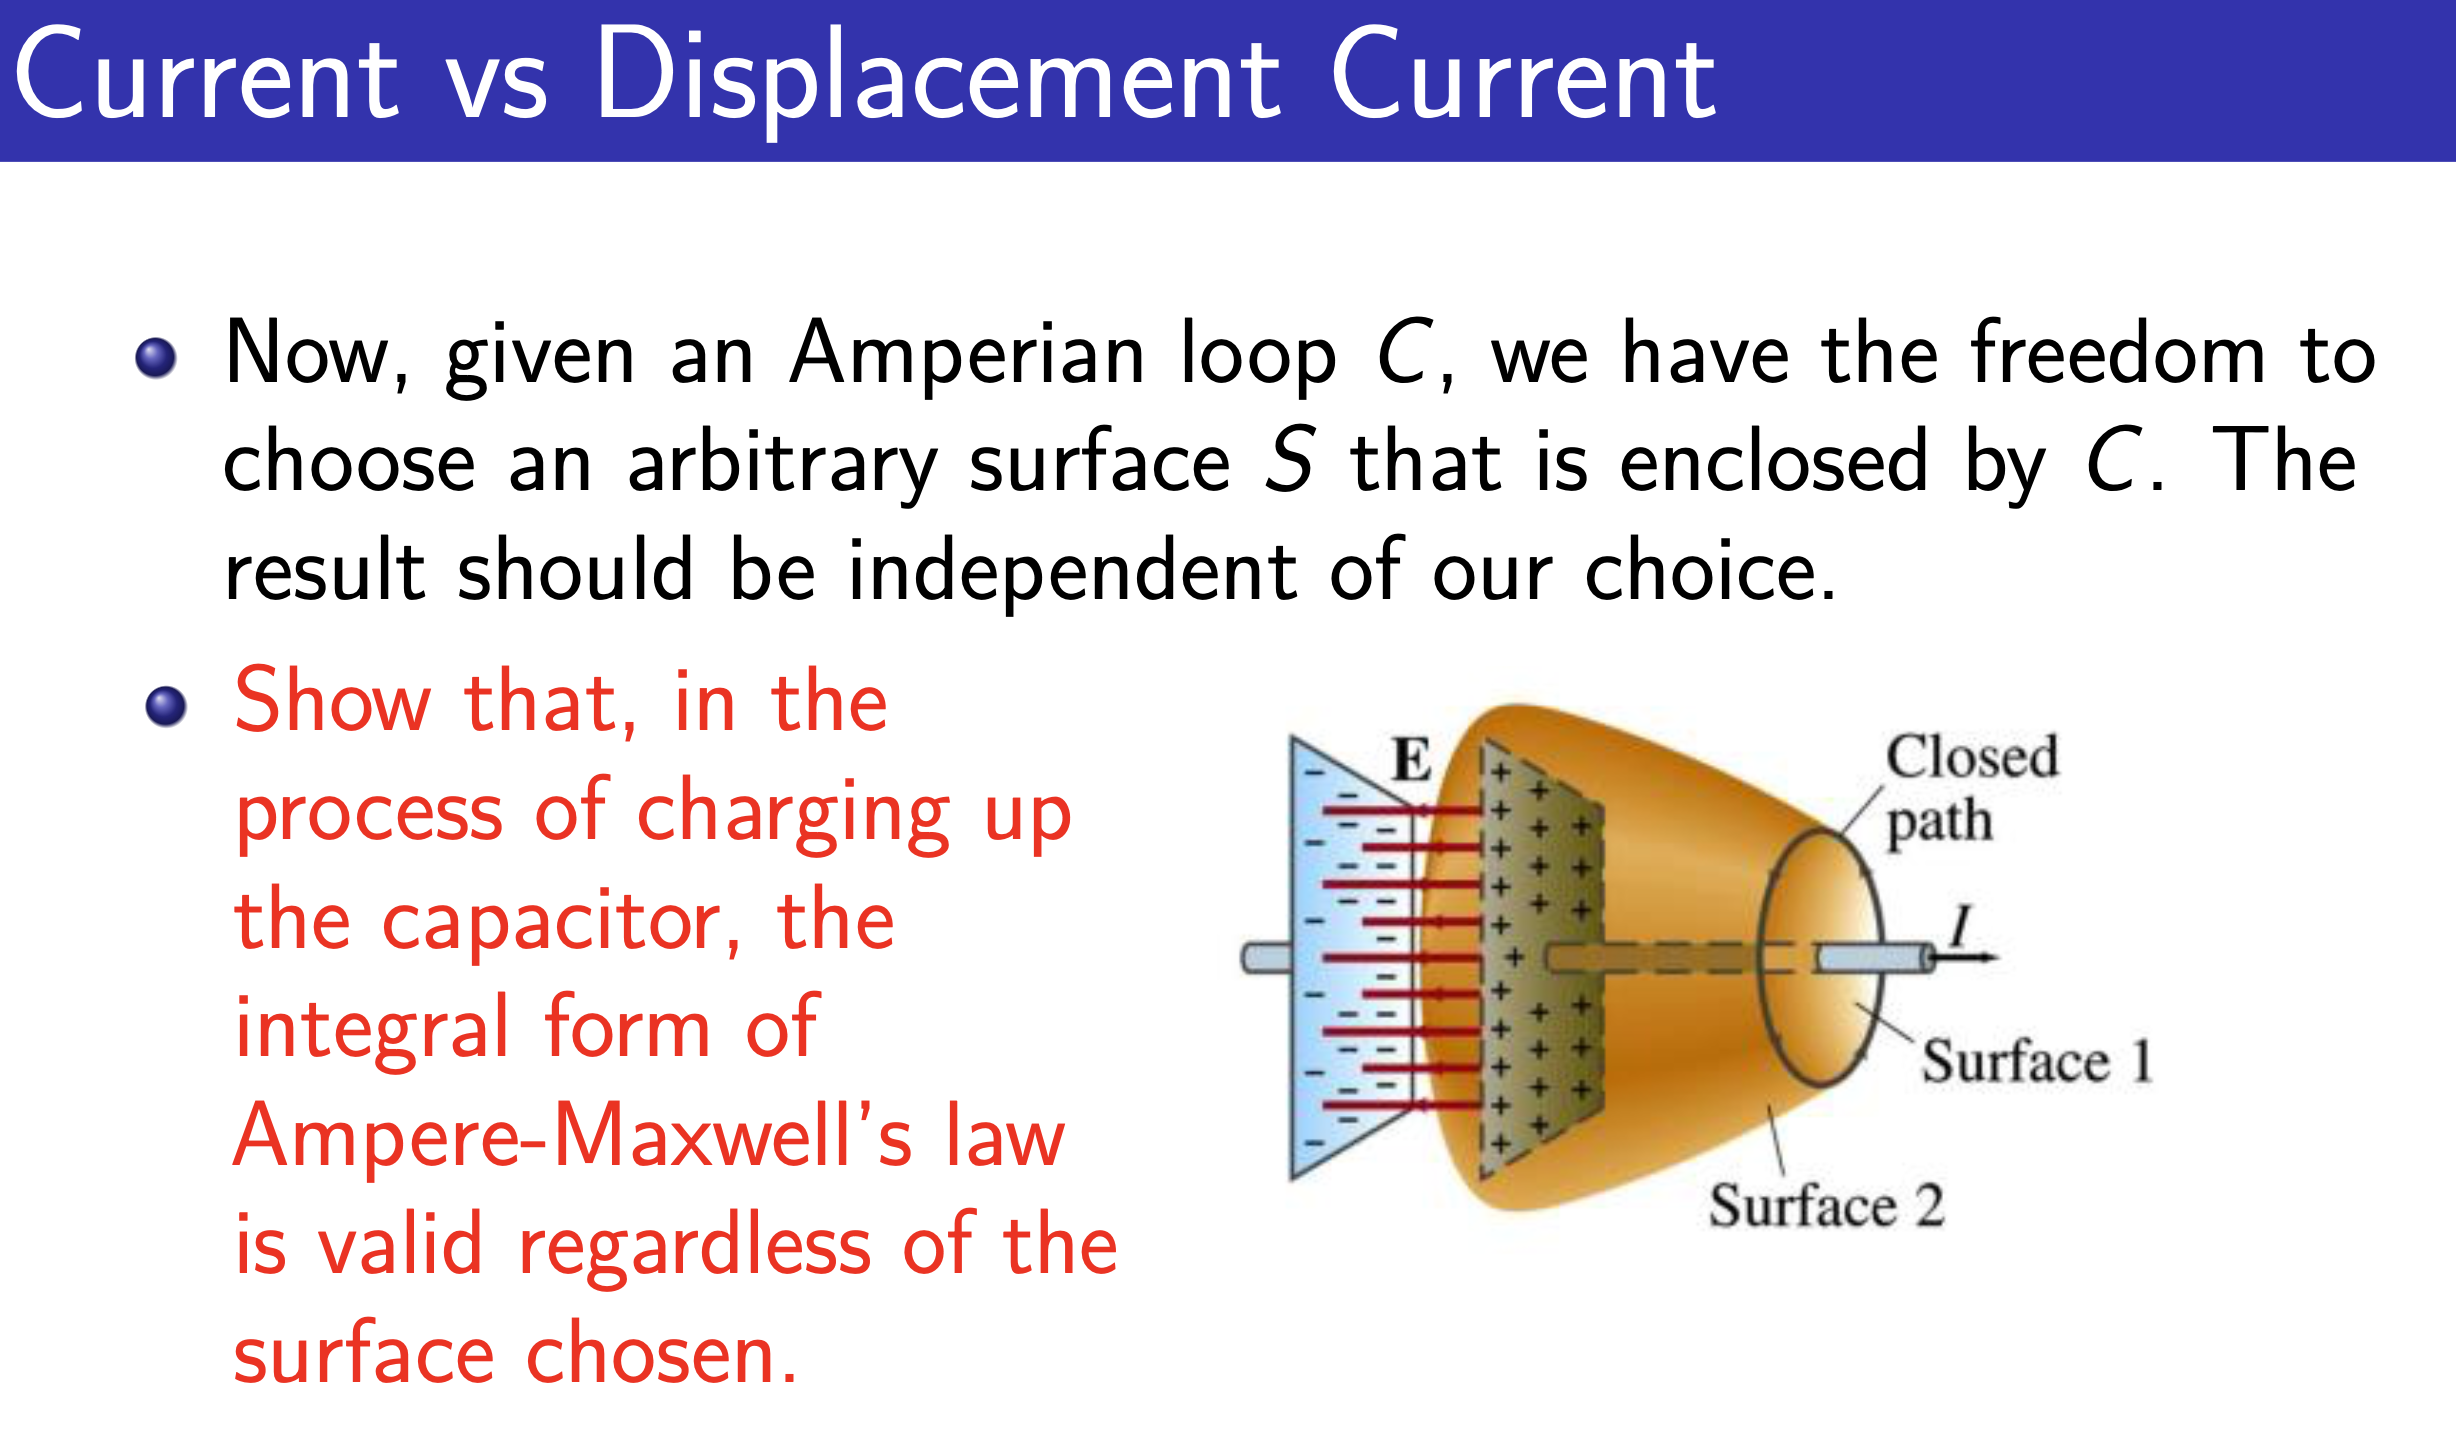 Current vs Displacement Current
Now, given an Amperian loop C, we have the freedom to
choose an arbitrary surface S that is enclosed by C. The
result should be independent of our choice.
Show that, in the
process of charging up
the capacitor, the
integral form of
Ampere-Maxwell's law
is valid regardless of the
surface chosen.
E
Closed
path
I
Surface 1
Surface 2